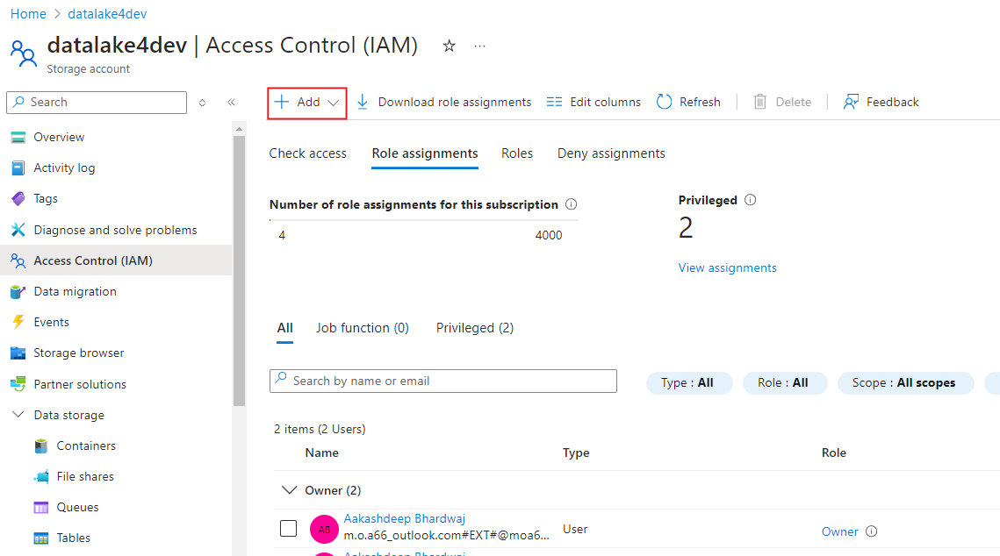 Home > datalake4dev
datalake4dev | Access Control (IAM) ☆ ...
Storage account
Search
Overview
Activity log
Tags
Diagnose and solve problems
Access Control (IAM)
Data migration
Events
Storage browser
Partner solutions
Data storage
Containers
File shares
Queues
Tables
+ Add Download role assignments Edit columns Refresh Delete Feedback
Check access Role assignments Roles Deny assignments
Number of role assignments for this subscription
4 4000
Privileged
2
View assignments
All Job function (0) Privileged (2)
Search by name or email Type : All Role : All Scope : All scopes
2 items (2 Users)
Name Type Role
Owner (2)
AB Aakashdeep Bhardwaj
m.o.a66_outlook.com#EXT#@moa6... User Owner
Aakashdeep Bhardwaj